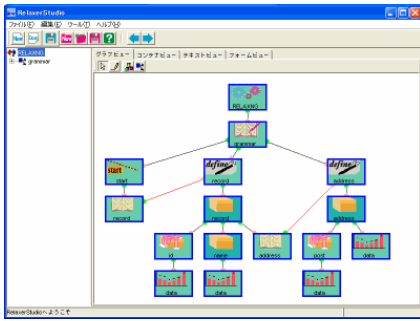 RelaxerStudio
ファイル(F) 編集(E) ツール(T) ヘルプ(H)
グラフビュー コンテナビュー テキストビュー フォームビュー
RELAXNG
grammar
RELAXNG
grammar
start
start
define
record
define
address
record
record
address
id
name
address
post
data
data
data
data
RelaxerStudioへようこそ